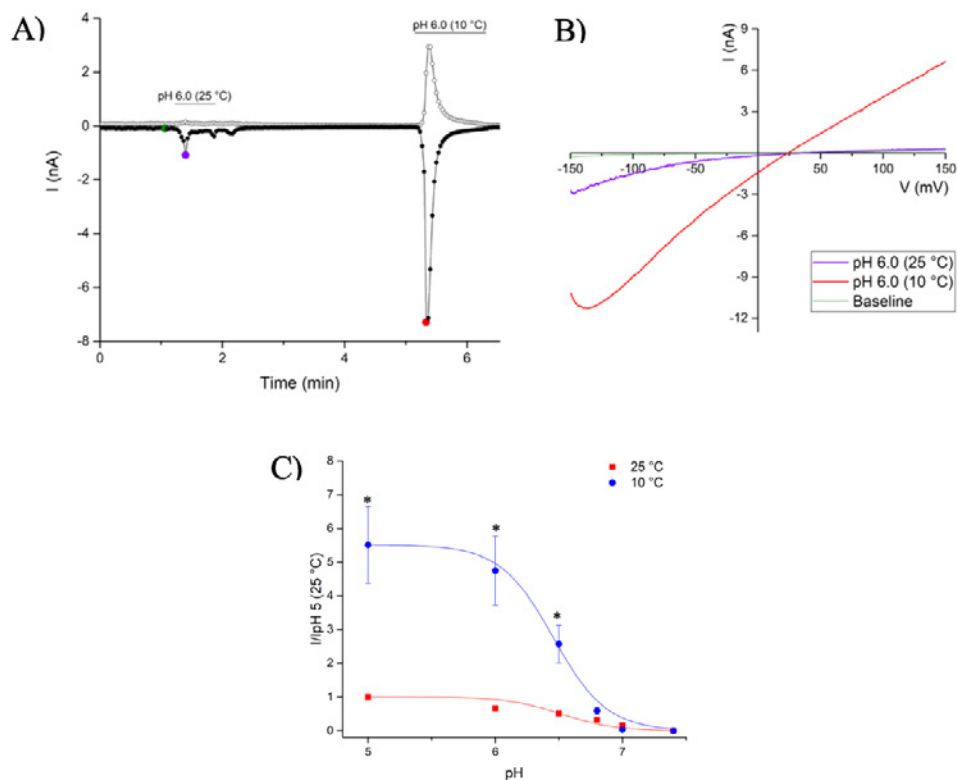 A)
pH 6.0 (10 °C)
pH 6.0 (25 °C)
4
2
0
-2
-4
-6
-8
I (nA)
0 2 4 6
Time (min)
B)
I (nA)
9
6
3
-150 -100 -50 50 100 150
V (mV)
-3
-6
-9
-12
pH 6.0 (25 °C)
pH 6.0 (10 °C)
Baseline
C)
25 °C
10 °C
8
7
6
5
4
3
2
1
0
I/IpH 5 (25 °C)
* * *
5 6 7
pH